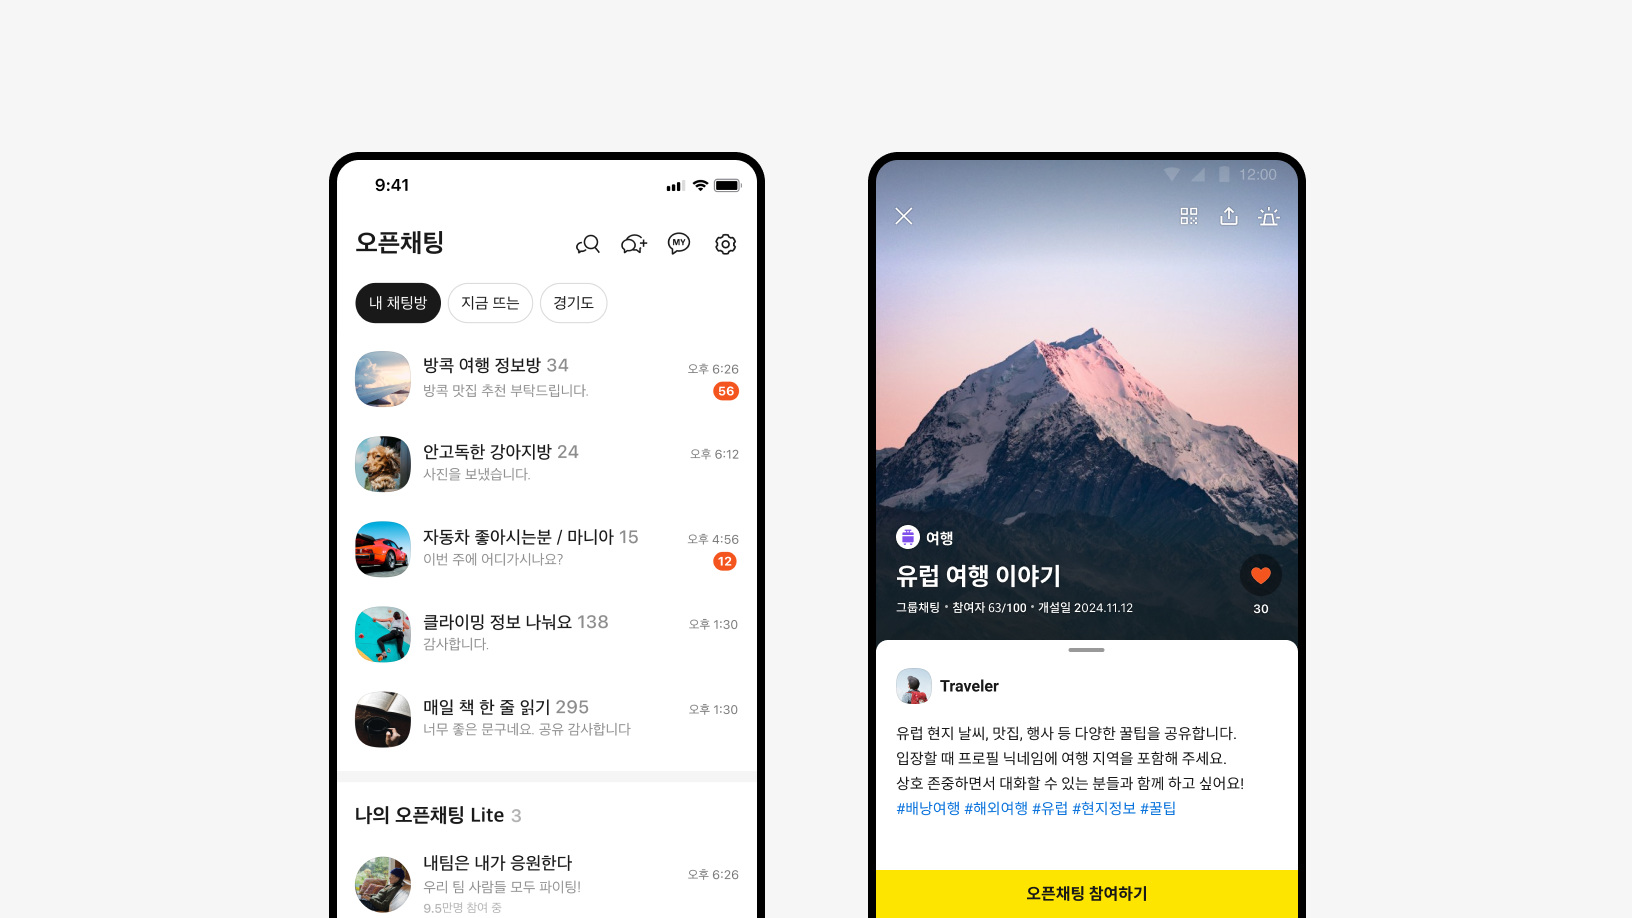 9:41
오픈채팅
MY
내 채팅방
지금 뜨는
경기도
방콕 여행 정보방 34
오후 6:26
방콕 맛집 추천 부탁드립니다.
56
안고독한 강아지방 24
오후 6:12
사진을 보냈습니다.
자동차 좋아시는분 / 마니아 15
오후 4:56
이번 주에 어디가시나요?
12
클라이밍 정보 나눠요 138
오후 1:30
감사합니다.
매일 책 한 줄 읽기 295
오후 1:30
너무 좋은 문구네요. 공유 감사합니다
나의 오픈채팅 Lite 3
내팀은 내가 응원한다
오후 6:26
우리 팀 사람들 모두 파이팅!
9.5만명 참여 중
12:00
여행
유럽 여행 이야기
그룹채팅 • 참여자 63/100 • 개설일 2024.11.12
30
Traveler
유럽 현지 날씨, 맛집, 행사 등 다양한 꿀팁을 공유합니다.
입장할 때 프로필 닉네임에 여행 지역을 포함해 주세요.
상호 존중하면서 대화할 수 있는 분들과 함께 하고 싶어요!
#배낭여행 #해외여행 #유럽 #현지정보 #꿀팁
오픈채팅 참여하기